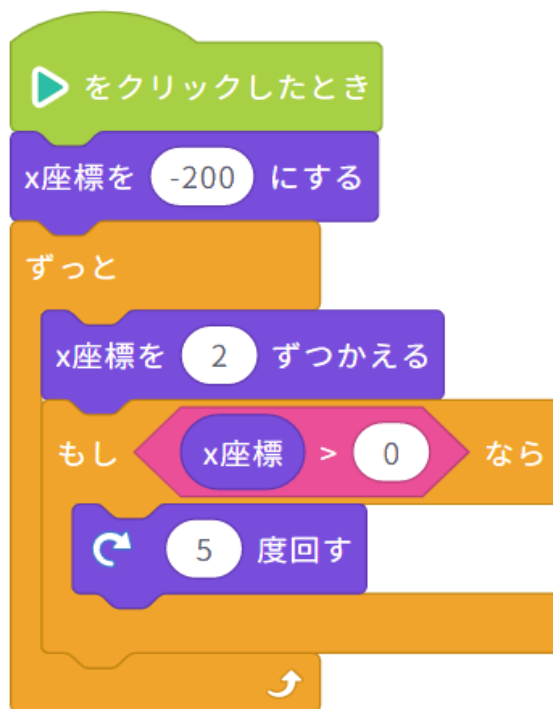 をクリックしたとき
x座標を -200 にする
ずっと
x座標を 2 ずつかえる
もし x座標 > 0 なら
5 度回す